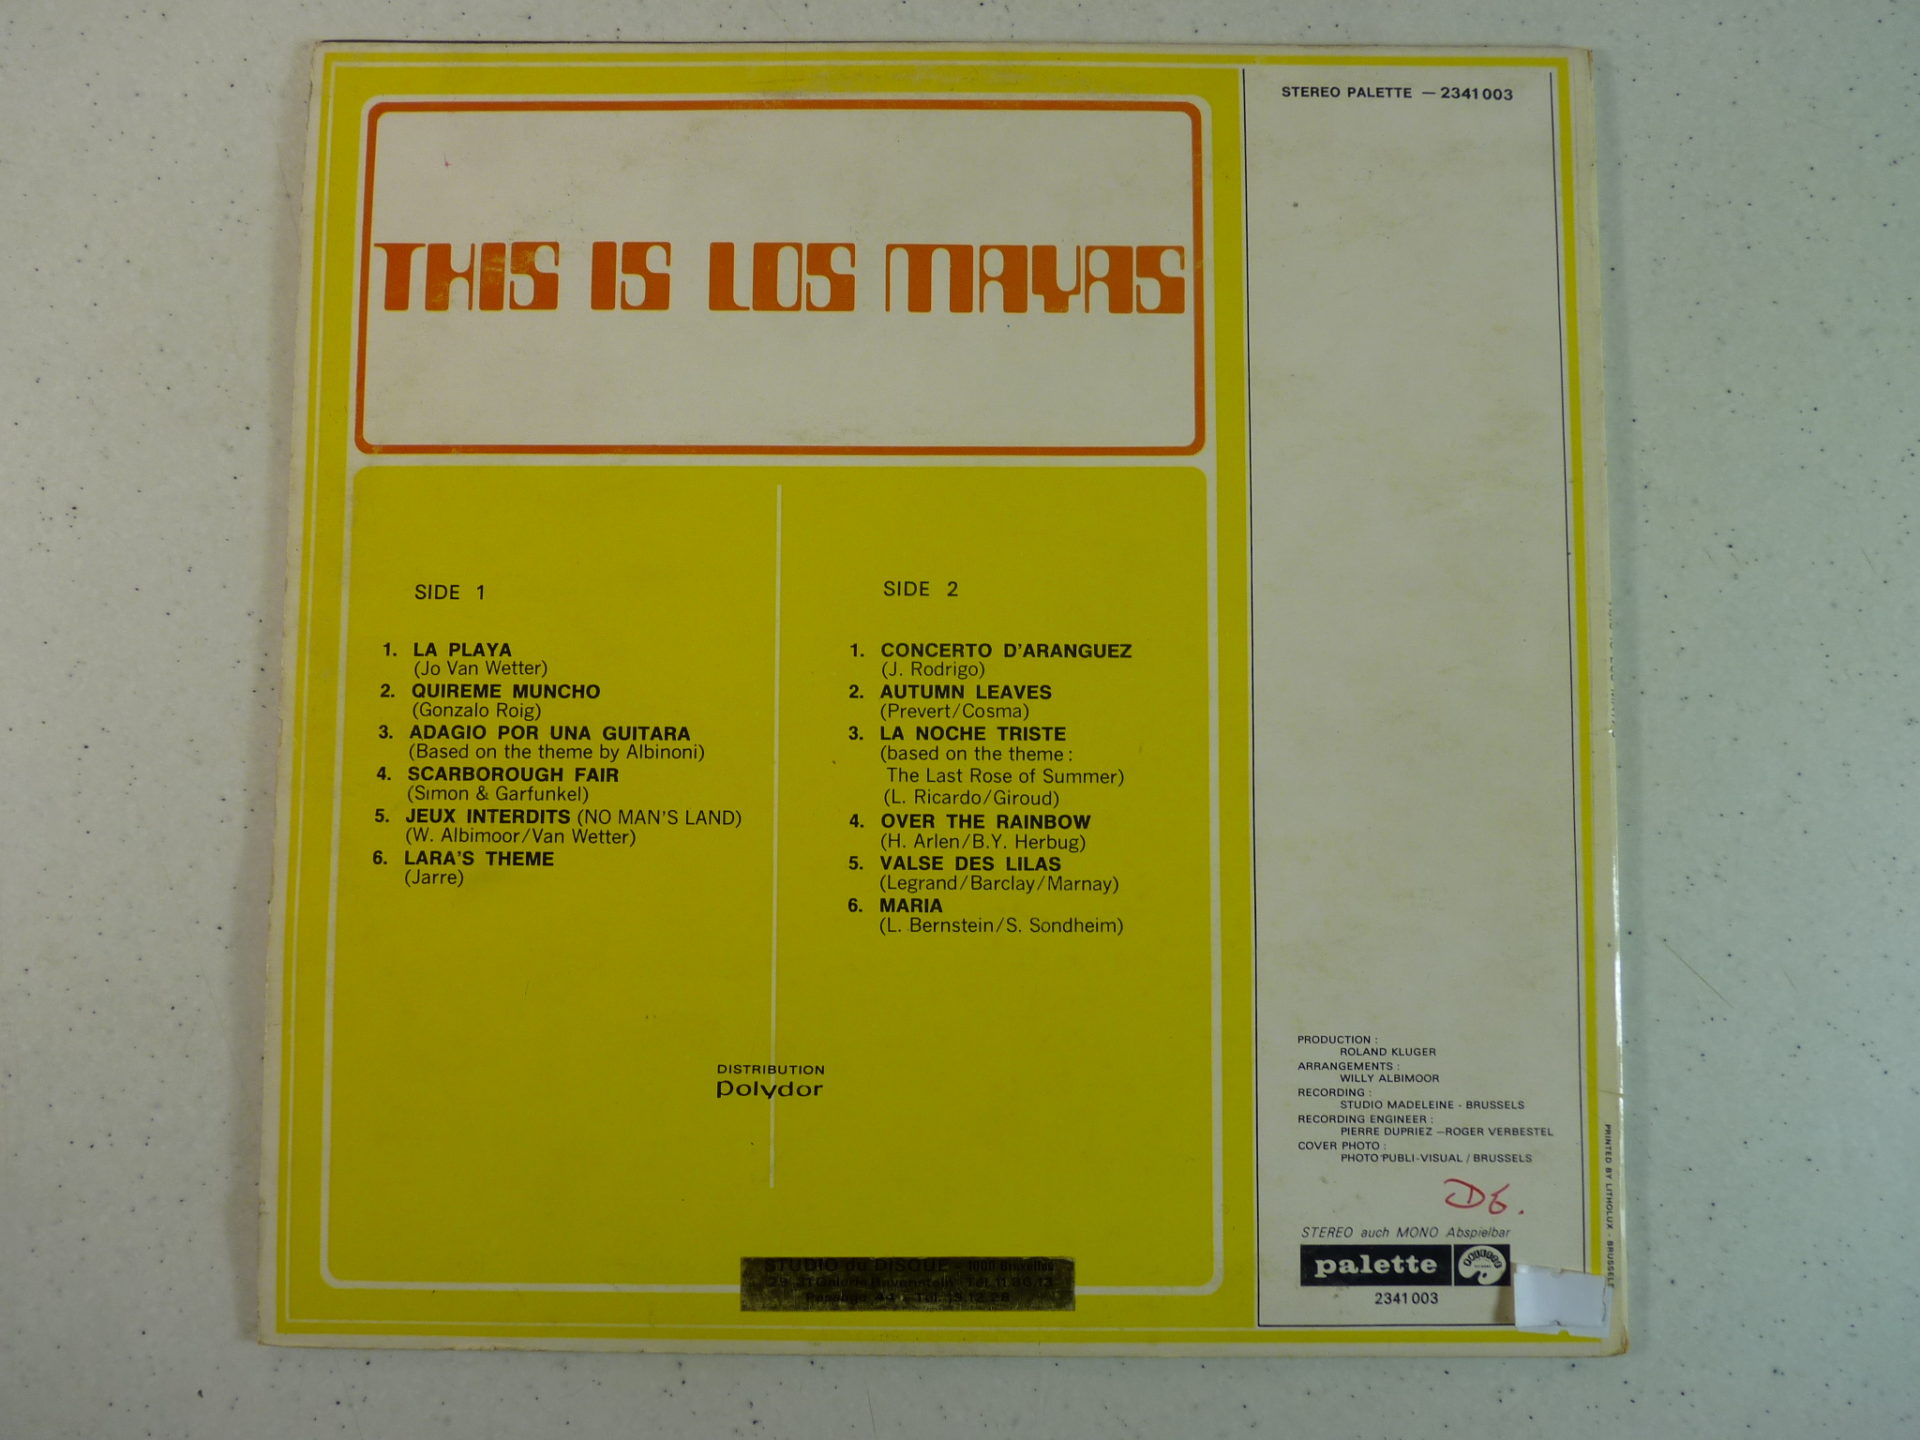 STEREO PALETTE — 2341003
THIS IS LOS MAYAS
SIDE 1
1. LA PLAYA
(Jo Van Wetter)
2. QUIREME MUNCHO
(Gonzalo Roig)
3. ADAGIO POR UNA GUITARA
(Based on the theme by Albinoni)
4. SCARBOROUGH FAIR
(Simon & Garfunkel)
5. JEUX INTERDITS (NO MAN'S LAND)
(W. Albimoor/Van Wetter)
6. LARA'S THEME
(Jarre)
SIDE 2
1. CONCERTO D'ARANGUEZ
(J. Rodrigo)
2. AUTUMN LEAVES
(Prevert/Cosma)
3. LA NOCHE TRISTE
(based on the theme :
The Last Rose of Summer)
(L. Ricardo/Giroud)
4. OVER THE RAINBOW
(H. Arlen/B.Y. Herbug)
5. VALSE DES LILAS
(Legrand/Barclay/Marnay)
6. MARIA
(L. Bernstein/S. Sondheim)
DISTRIBUTION
Polydor
STUDIO du DISQUE - 1000 Bruxelles
PRODUCTION :
ROLAND KLUGER
ARRANGEMENTS :
WILLY ALBIMOOR
RECORDING :
STUDIO MADELEINE - BRUSSELS
RECORDING ENGINEER :
PIERRE DUPRIEZ — ROGER VERBESTEL
COVER PHOTO :
PHOTO PUBLI-VISUAL / BRUSSELS
D6.
STEREO auch MONO Abspielbar
palette
2341003
PRINTED BY LITHOLUX - BRUSSELS